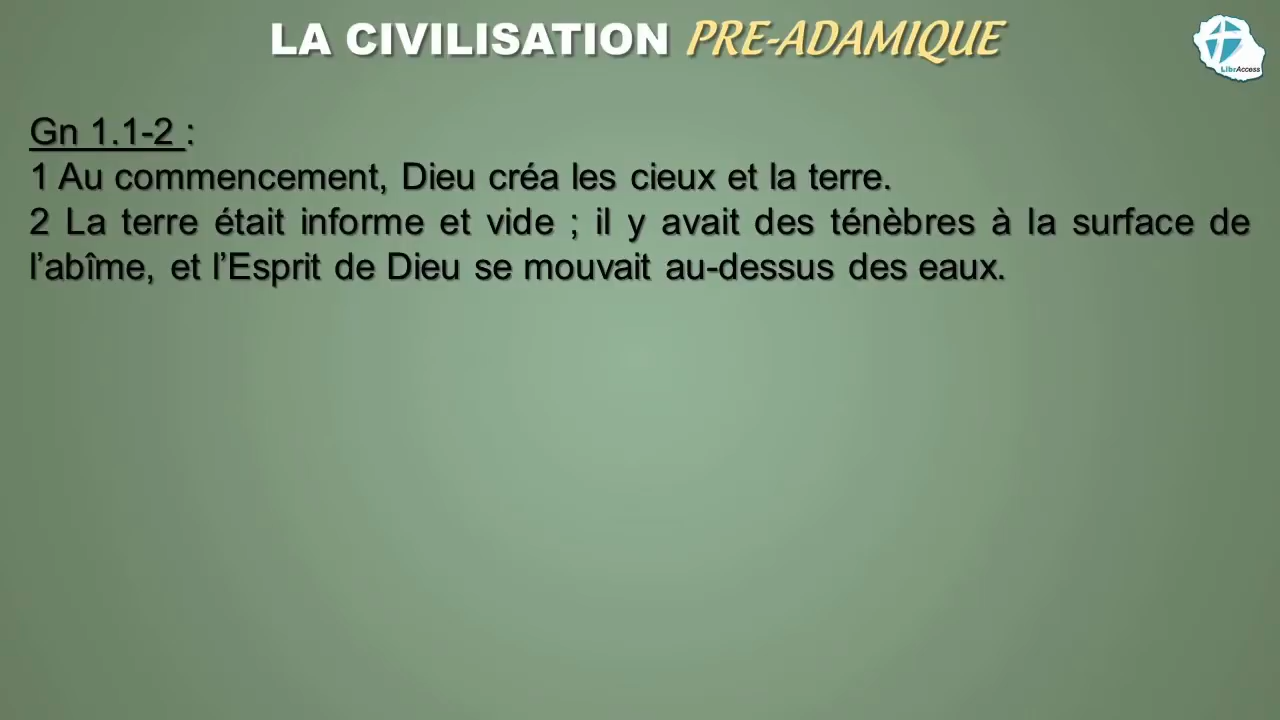 LA CIVILISATION PRE-ADAMIQUE
LibrAccess
Gn 1.1-2 :
1 Au commencement, Dieu créa les cieux et la terre.
2 La terre était informe et vide ; il y avait des ténèbres à la surface de
l’abîme, et l’Esprit de Dieu se mouvait au-dessus des eaux.